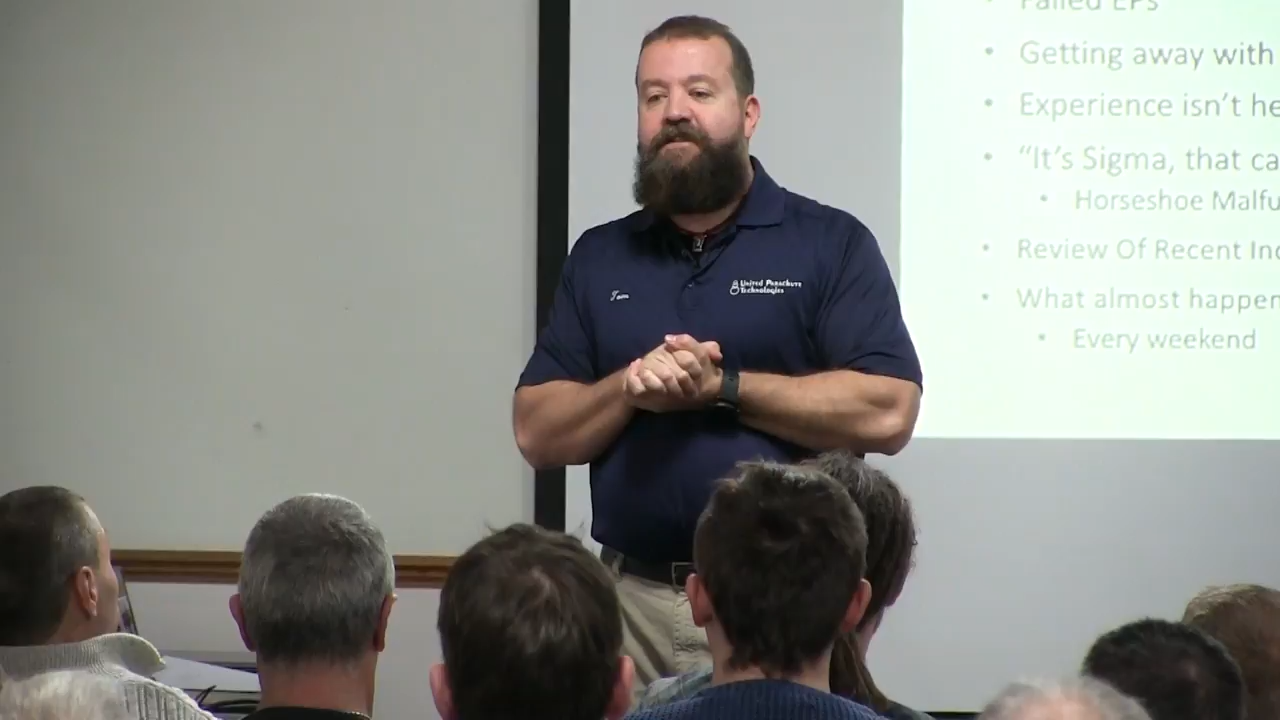 Failed EPs
Getting away with
Experience isn't he
"It's Sigma, that ca
Horseshoe Malfu
Review Of Recent Inc
What almost happen
Every weekend
Tom
United Parachute
Technologies